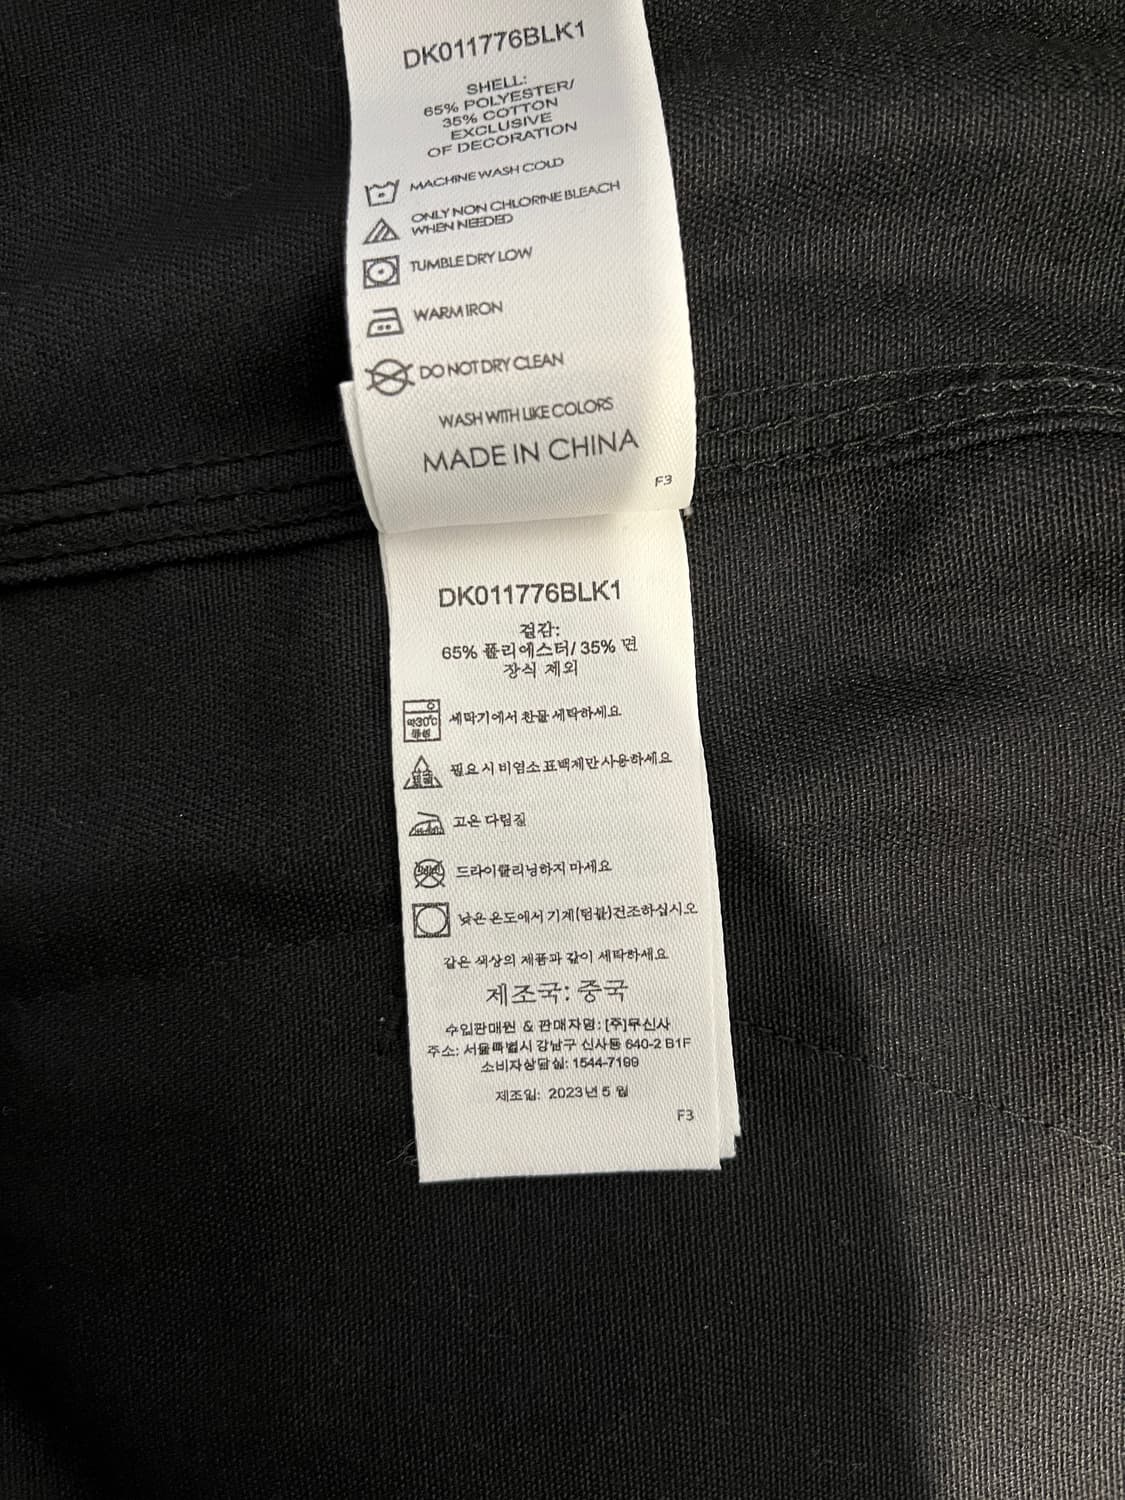 DK011776BLK1
SHELL:
65% POLYESTER/
35% COTTON
EXCLUSIVE
OF DECORATION
MACHINE WASH COLD
ONLY NON CHLORINE BLEACH
WHEN NEEDED
TUMBLE DRY LOW
WARM IRON
DO NOT DRY CLEAN
WASH WITH LIKE COLORS
MADE IN CHINA
F3
DK011776BLK1
겉감:
65% 폴리에스터/ 35% 면
장식 제외
약30℃
중성
세탁기에서 찬물 세탁하세요
필요 시 비염소 표백제만 사용하세요
고온 다림질
드라이클리닝하지 마세요
낮은 온도에서 기계(텀블)건조하십시오
같은 색상의 제품과 같이 세탁하세요
제조국: 중국
수입판매원 & 판매자명: [주]무신사
주소: 서울특별시 강남구 신사동 640-2 B1F
소비자상담실: 1544-7199
제조일: 2023년 5 월
F3